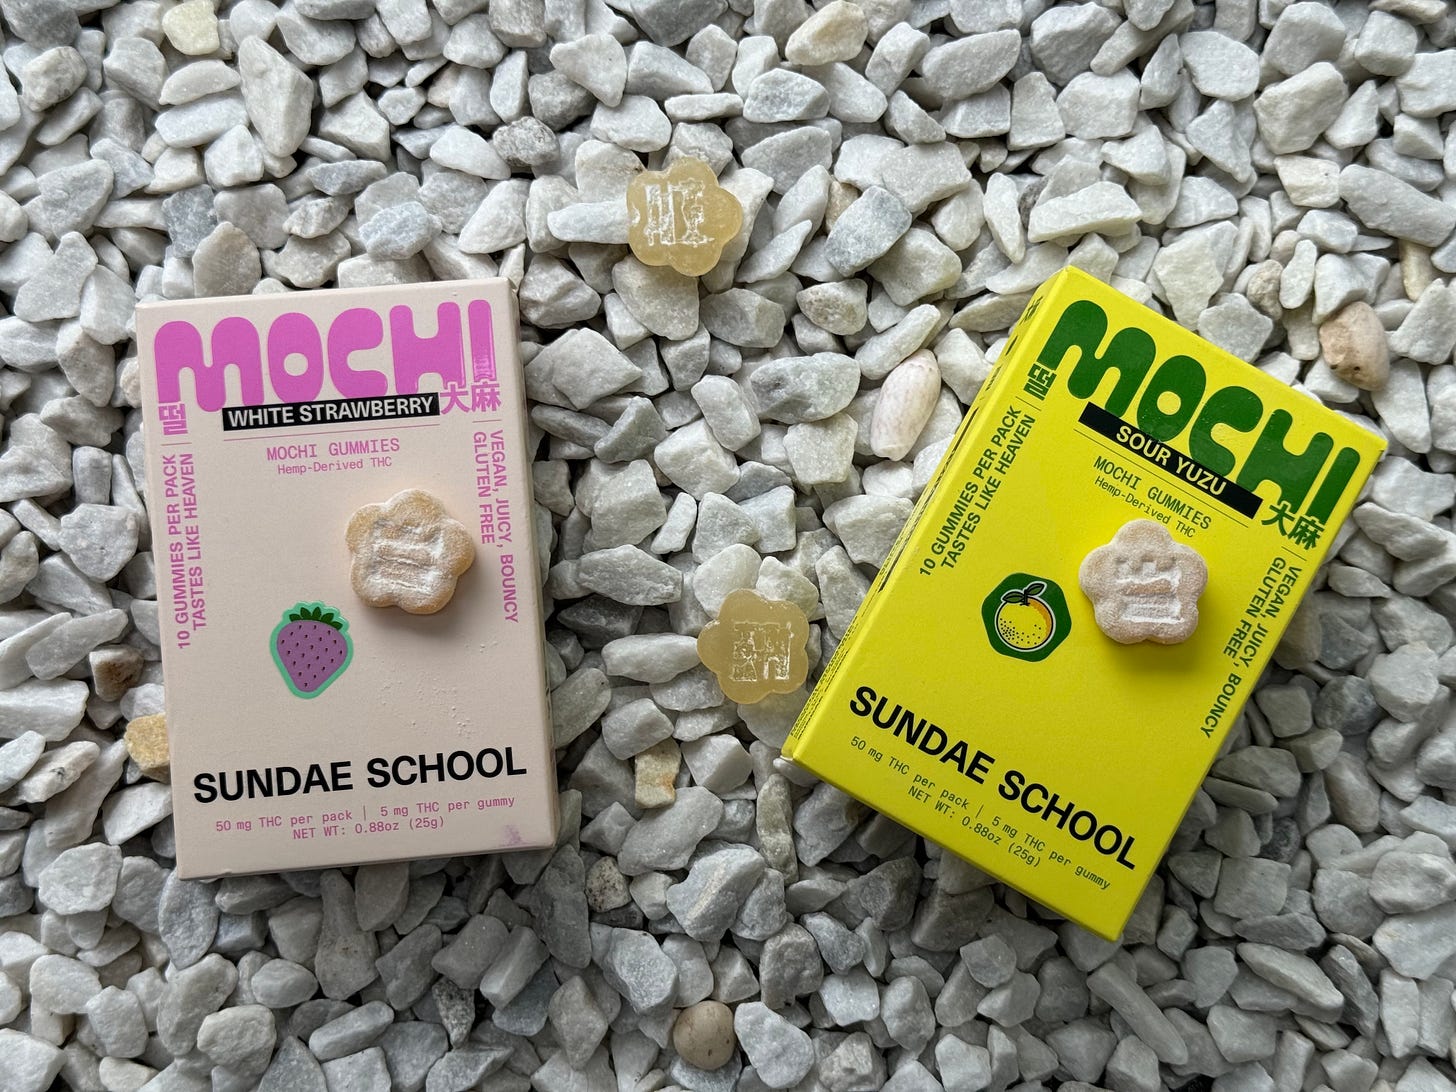 MOCHI
WHITE STRAWBERRY
大麻
MOCHI GUMMIES
Hemp-Derived THC
10 GUMMIES PER PACK
TASTES LIKE HEAVEN
VEGAN, JUICY, BOUNCY
GLUTEN FREE
SUNDAE SCHOOL
50 mg THC per pack | 5 mg THC per gummy
NET WT: 0.88oz (25g)
MOCHI
SOUR YUZU
大麻
MOCHI GUMMIES
Hemp-Derived THC
10 GUMMIES PER PACK
TASTES LIKE HEAVEN
VEGAN, JUICY, BOUNCY
GLUTEN FREE
SUNDAE SCHOOL
50 mg THC per pack | 5 mg THC per gummy
NET WT: 0.88oz (25g)